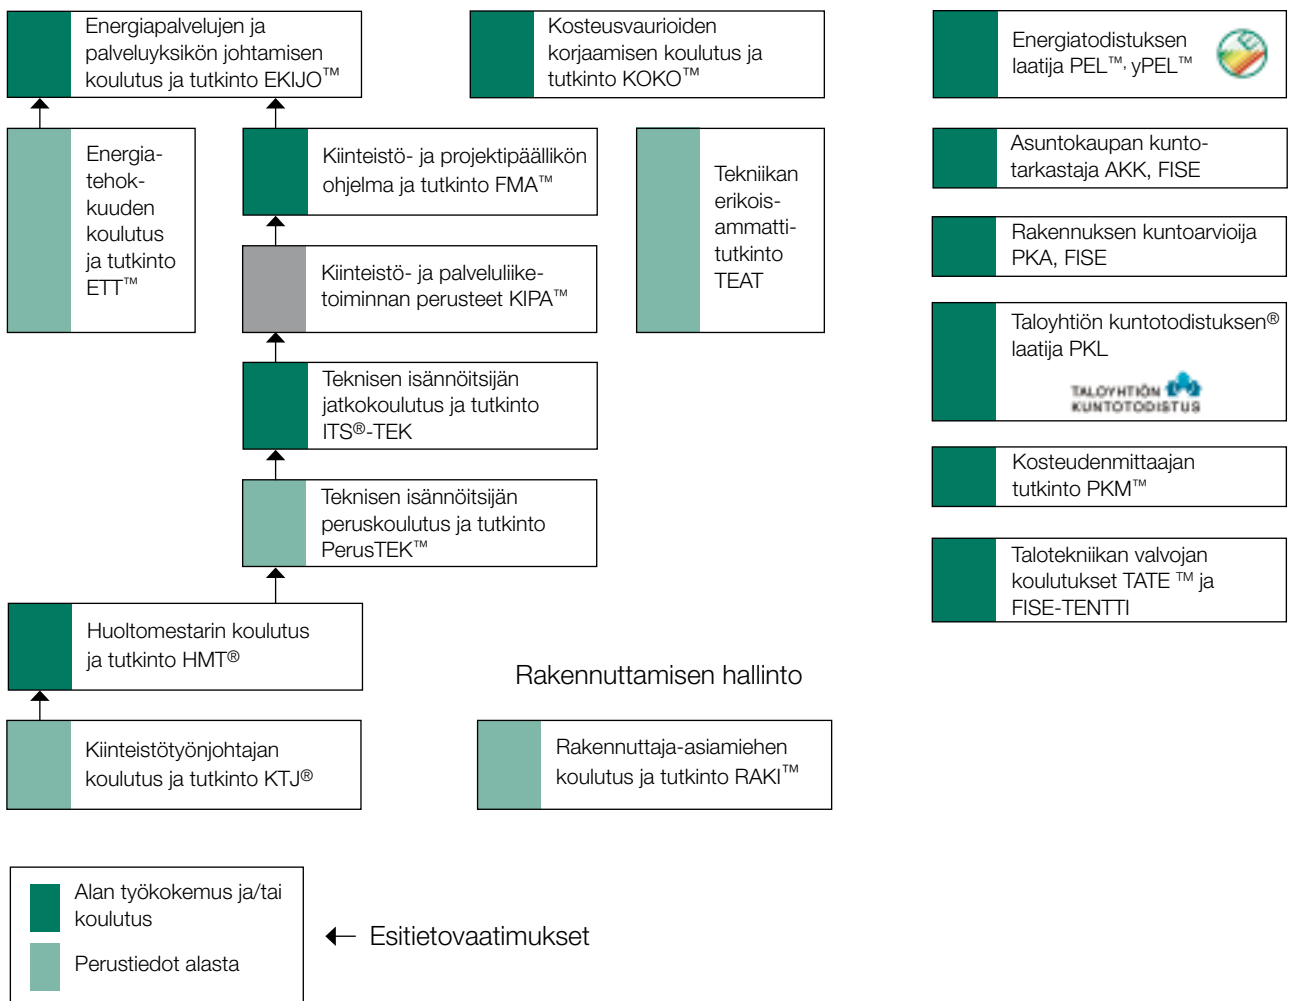 Energiapalvelujen ja
palveluyksikön johtamisen
koulutus ja tutkinto EKIJO™
Kosteusvaurioiden
korjaamisen koulutus ja
tutkinto KOKO™
Energiatodistuksen
laatija PEL™, yPEL™
Energia-
tehok-
kuuden
koulutus
ja tutkinto
ETT™
Kiinteistö- ja projektipäällikön
ohjelma ja tutkinto FMA™
Tekniikan
erikois-
ammatti-
tutkinto
TEAT
Asuntokaupan kunto-
tarkastaja AKK, FISE
Kiinteistö- ja palveluliike-
toiminnan perusteet KIPA™
Rakennuksen kuntoarvioija
PKA, FISE
Teknisen isännöitsijän
jatkokoulutus ja tutkinto
ITS®-TEK
Taloyhtiön kuntotodistuksen®
laatija PKL
TALOYHTIÖN
KUNTOTODISTUS
Teknisen isännöitsijän
peruskoulutus ja tutkinto
PerusTEK™
Kosteudenmittaajan
tutkinto PKM™
Talotekniikan valvojan
koulutukset TATE ™ ja
FISE-TENTTI
Huoltomestarin koulutus
ja tutkinto HMT®
Rakennuttamisen hallinto
Kiinteistötyönjohtajan
koulutus ja tutkinto KTJ®
Rakennuttaja-asiamiehen
koulutus ja tutkinto RAKI™
Alan työkokemus ja/tai
koulutus
Perustiedot alasta
Esitietovaatimukset